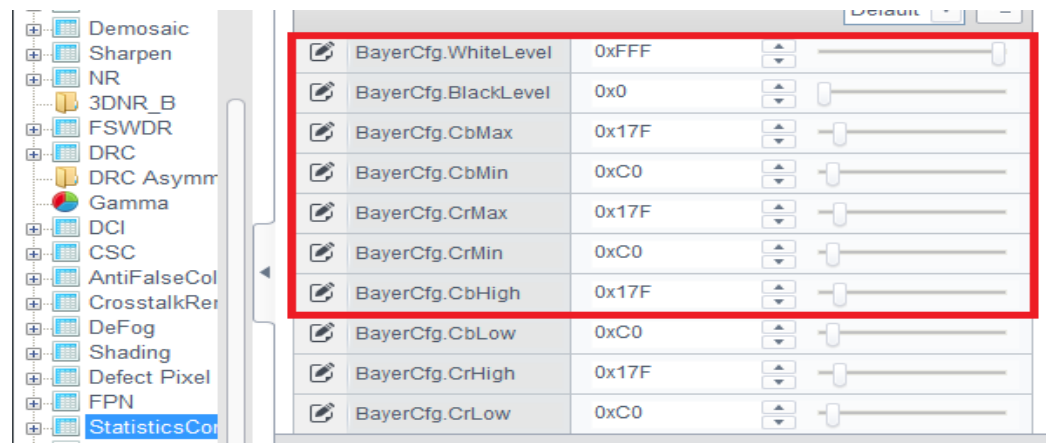 Demosaic
Sharpen
NR
3DNR_B
FSWDR
DRC
DRC Asymm
Gamma
DCI
CSC
AntiFalseCol
CrosstalkRer
DeFog
Shading
Defect Pixel
FPN
StatisticsCor
Default
BayerCfg.WhiteLevel 0xFFF
BayerCfg.BlackLevel 0x0
BayerCfg.CbMax 0x17F
BayerCfg.CbMin 0xC0
BayerCfg.CrMax 0x17F
BayerCfg.CrMin 0xC0
BayerCfg.CbHigh 0x17F
BayerCfg.CbLow 0xC0
BayerCfg.CrHigh 0x17F
BayerCfg.CrLow 0xC0